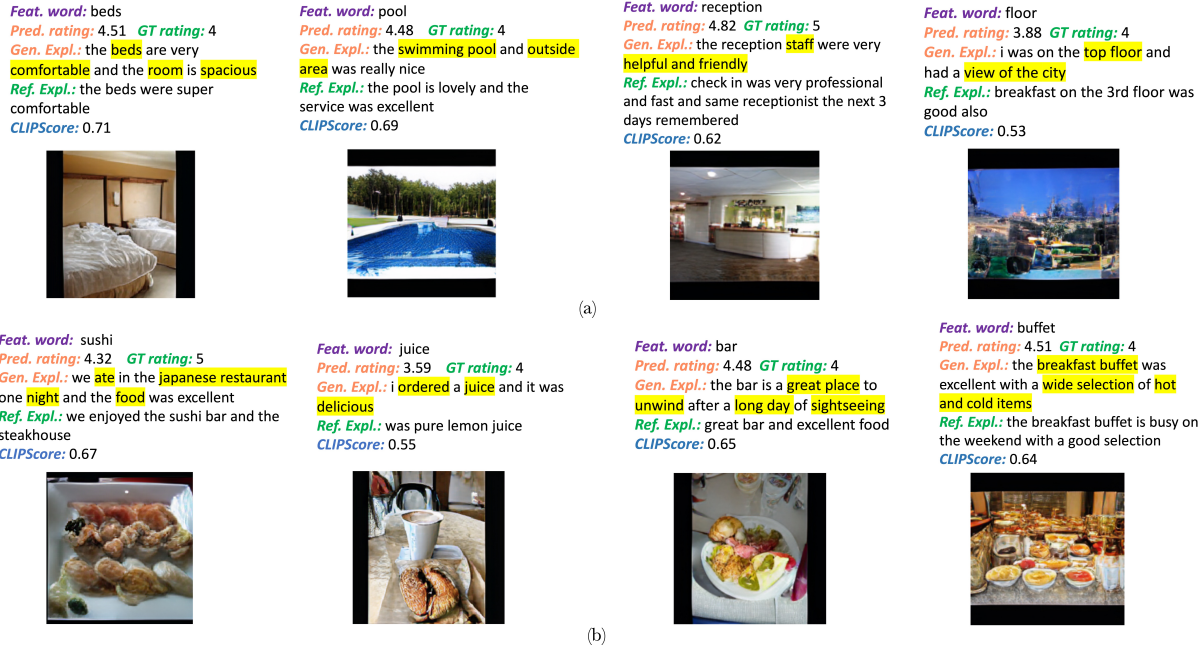 Feat. word: beds
Pred. rating: 4.51 GT rating: 4
Gen. Expl.: the beds are very
comfortable and the room is spacious
Ref. Expl.: the beds were super
comfortable
CLIPScore: 0.71
Feat. word: pool
Pred. rating: 4.48 GT rating: 4
Gen. Expl.: the swimming pool and outside
area was really nice
Ref. Expl.: the pool is lovely and the
service was excellent
CLIPScore: 0.69
Feat. word: reception
Pred. rating: 4.82 GT rating: 5
Gen. Expl.: the reception staff were very
helpful and friendly
Ref. Expl.: check in was very professional
and fast and same receptionist the next 3
days remembered
CLIPScore: 0.62
Feat. word: floor
Pred. rating: 3.88 GT rating: 4
Gen. Expl.: i was on the top floor and
had a view of the city
Ref. Expl.: breakfast on the 3rd floor was
good also
CLIPScore: 0.53
(a)
Feat. word: sushi
Pred. rating: 4.32 GT rating: 5
Gen. Expl.: we ate in the japanese restaurant
one night and the food was excellent
Ref. Expl.: we enjoyed the sushi bar and the
steakhouse
CLIPScore: 0.67
Feat. word: juice
Pred. rating: 3.59 GT rating: 4
Gen. Expl.: i ordered a juice and it was
delicious
Ref. Expl.: was pure lemon juice
CLIPScore: 0.55
Feat. word: bar
Pred. rating: 4.48 GT rating: 4
Gen. Expl.: the bar is a great place to
unwind after a long day of sightseeing
Ref. Expl.: great bar and excellent food
CLIPScore: 0.65
Feat. word: buffet
Pred. rating: 4.51 GT rating: 4
Gen. Expl.: the breakfast buffet was
excellent with a wide selection of hot
and cold items
Ref. Expl.: the breakfast buffet is busy on
the weekend with a good selection
CLIPScore: 0.64
(b)